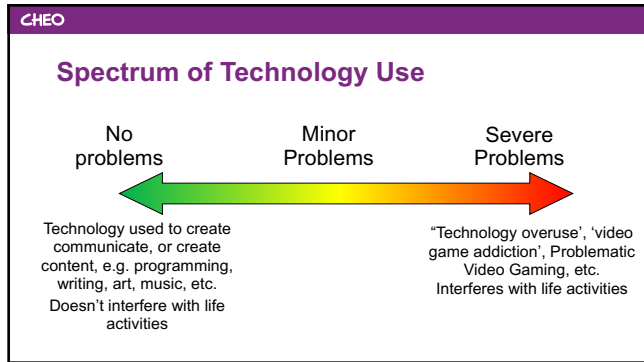 CHEO
Spectrum of Technology Use
No
problems
Minor
Problems
Severe
Problems
Technology used to create
communicate, or create
content, e.g. programming,
writing, art, music, etc.
Doesn’t interfere with life
activities
“Technology overuse’, ‘video
game addiction’, Problematic
Video Gaming, etc.
Interferes with life activities